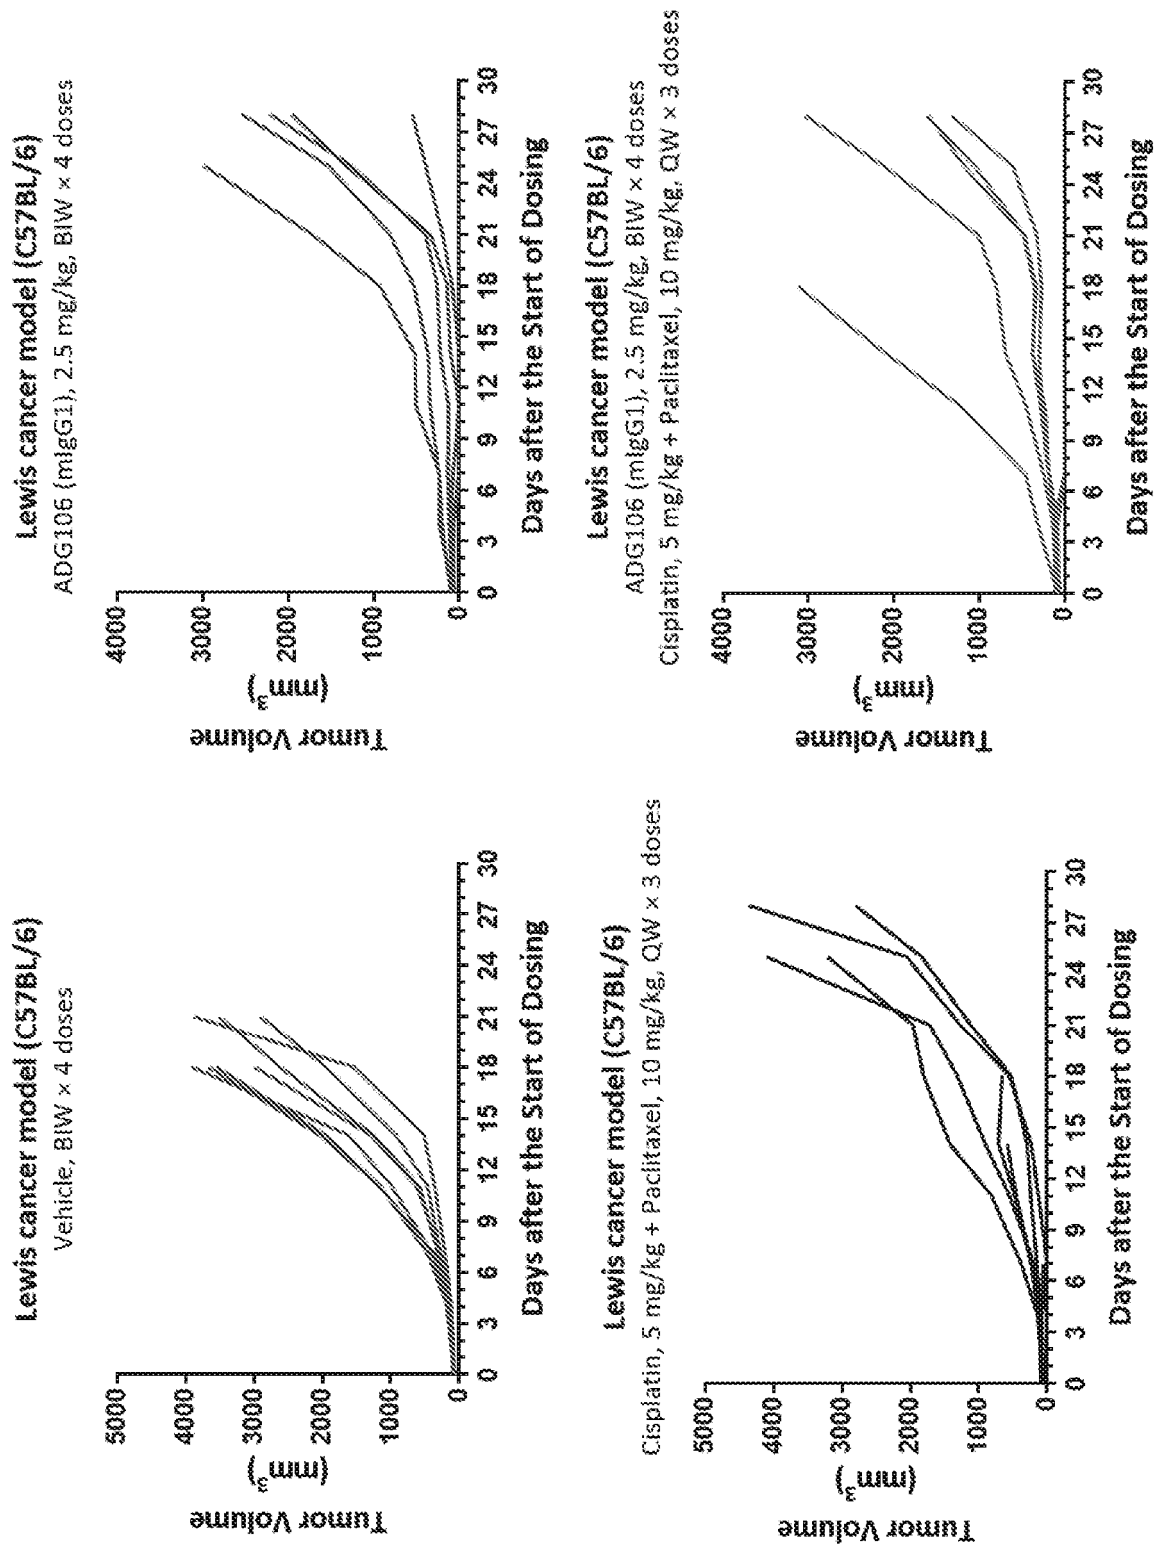 Lewis cancer model (C57BL/6)
Vehicle, BIW × 4 doses
Tumor Volume
(mm³)
5000
4000
3000
2000
1000
0
0 3 6 9 12 15 18 21 24 27 30
Days after the Start of Dosing
Lewis cancer model (C57BL/6)
ADG106 (mIgG1), 2.5 mg/kg, BIW × 4 doses
Tumor Volume
(mm³)
4000
3000
2000
1000
0
0 3 6 9 12 15 18 21 24 27 30
Days after the Start of Dosing
Lewis cancer model (C57BL/6)
Cisplatin, 5 mg/kg + Paclitaxel, 10 mg/kg, QW × 3 doses
Tumor Volume
(mm³)
5000
4000
3000
2000
1000
0
0 3 6 9 12 15 18 21 24 27 30
Days after the Start of Dosing
Lewis cancer model (C57BL/6)
ADG106 (mIgG1), 2.5 mg/kg, BIW × 4 doses
Cisplatin, 5 mg/kg + Paclitaxel, 10 mg/kg, QW × 3 doses
Tumor Volume
(mm³)
4000
3000
2000
1000
0
0 3 6 9 12 15 18 21 24 27 30
Days after the Start of Dosing